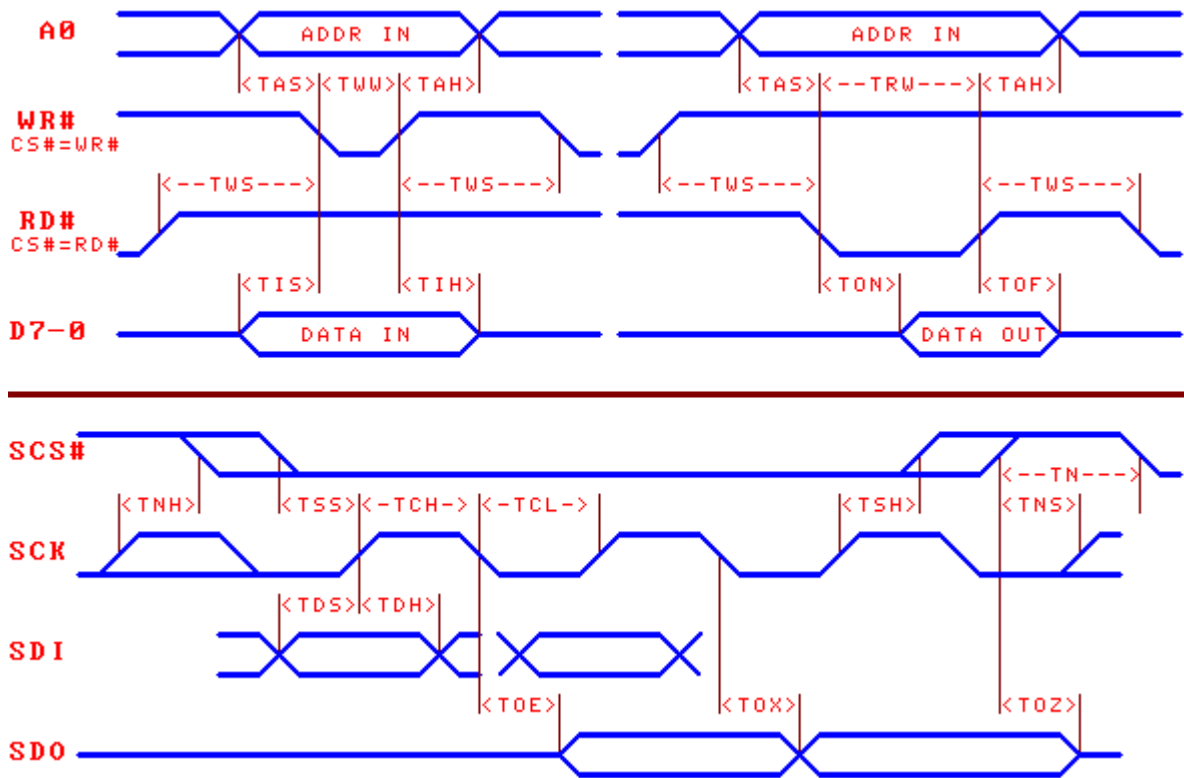 A0 ADDR IN ADDR IN
<TAS><TWW><TAH> <TAS><--TRW---><TAH>
WR#
CS#=WR#
<--TWS---> <--TWS---> <--TWS---> <--TWS--->
RD#
CS#=RD#
<TIS> <TIH> <TON> <TOF>
D7-0 DATA IN DATA OUT
SCS#
<--TN--->
<TNH> <TSS><-TCH-><-TCL-> <TSH> <TNS>
SCK
<TDS><TDH>
SDI
<TOE> <TOX> <TOZ>
SDO